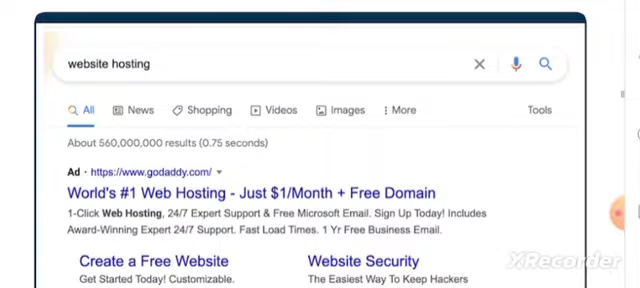 website hosting
All News Shopping Videos Images More Tools
About 560,000,000 results (0.75 seconds)
Ad · https://www.godaddy.com/
World's #1 Web Hosting - Just $1/Month + Free Domain
1-Click Web Hosting, 24/7 Expert Support & Free Microsoft Email. Sign Up Today! Includes
Award-Winning Expert 24/7 Support. Fast Load Times. 1 Yr Free Business Email.
Create a Free Website Website Security
Get Started Today! Customizable. The Easiest Way To Keep Hackers
XRecorder